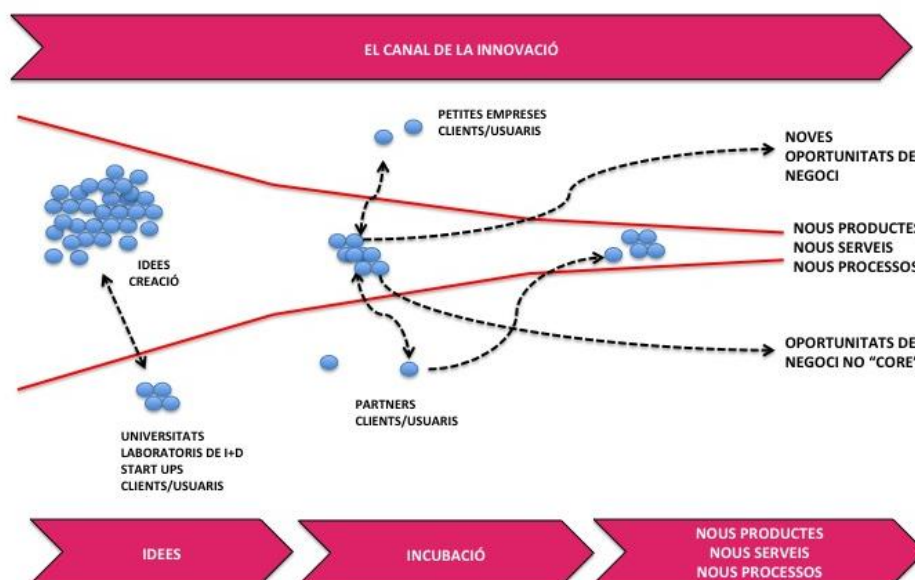 EL CANAL DE LA INNOVACIÓ
PETITES EMPRESES
CLIENTS/USUARIS
NOVES
OPORTUNITATS DE
NEGOCI
IDEES
CREACIÓ
NOUS PRODUCTES
NOUS SERVEIS
NOUS PROCESSOS
OPORTUNITATS DE
NEGOCI NO "CORE"
PARTNERS
CLIENTS/USUARIS
UNIVERSITATS
LABORATORIS DE I+D
START UPS
CLIENTS/USUARIS
IDEES
INCUBACIÓ
NOUS PRODUCTES
NOUS SERVEIS
NOUS PROCESSOS